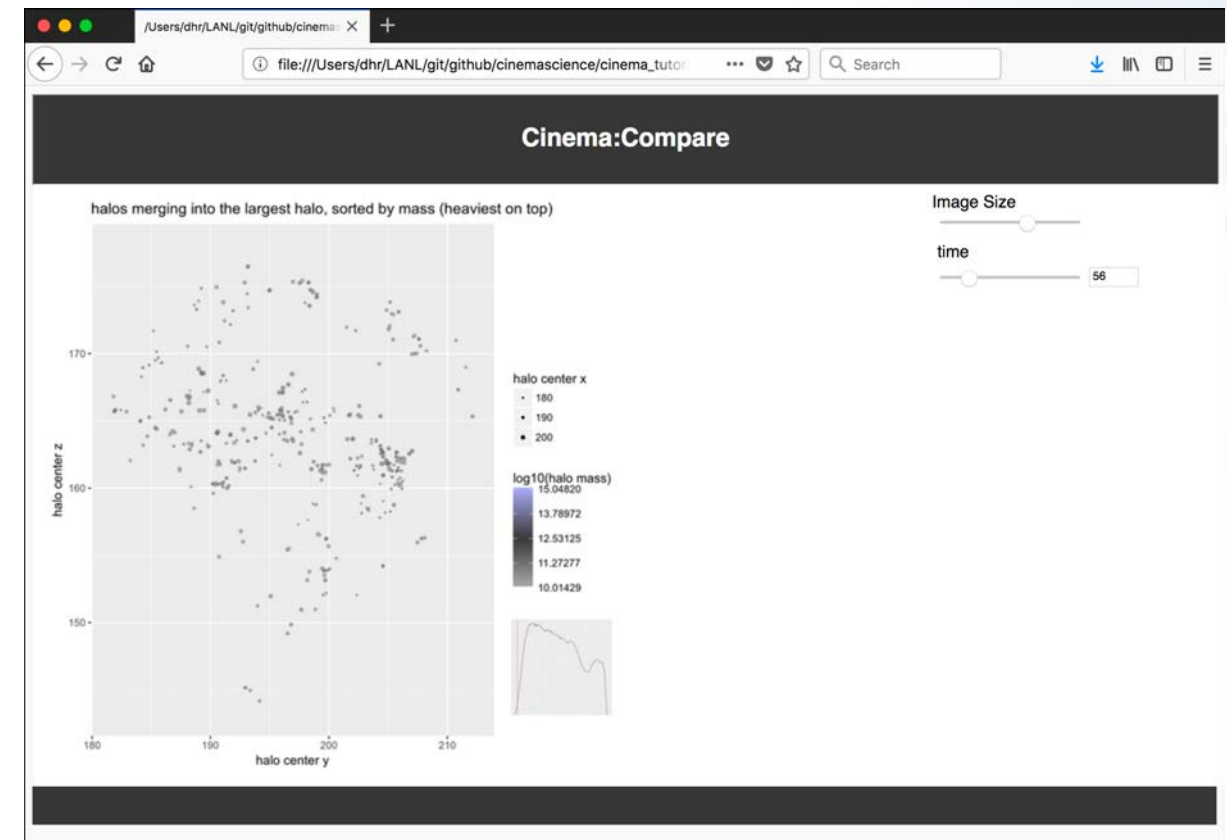 /Users/dhr/LANL/git/github/cinema:
file:///Users/dhr/LANL/git/github/cinemascience/cinema_tutor
Search
Cinema:Compare
halos merging into the largest halo, sorted by mass (heaviest on top)
Image Size
time
56
170
160
150
halo center z
180
190
200
210
halo center y
halo center x
180
190
200
log10(halo mass)
15.04820
13.78972
12.53125
11.27277
10.01429